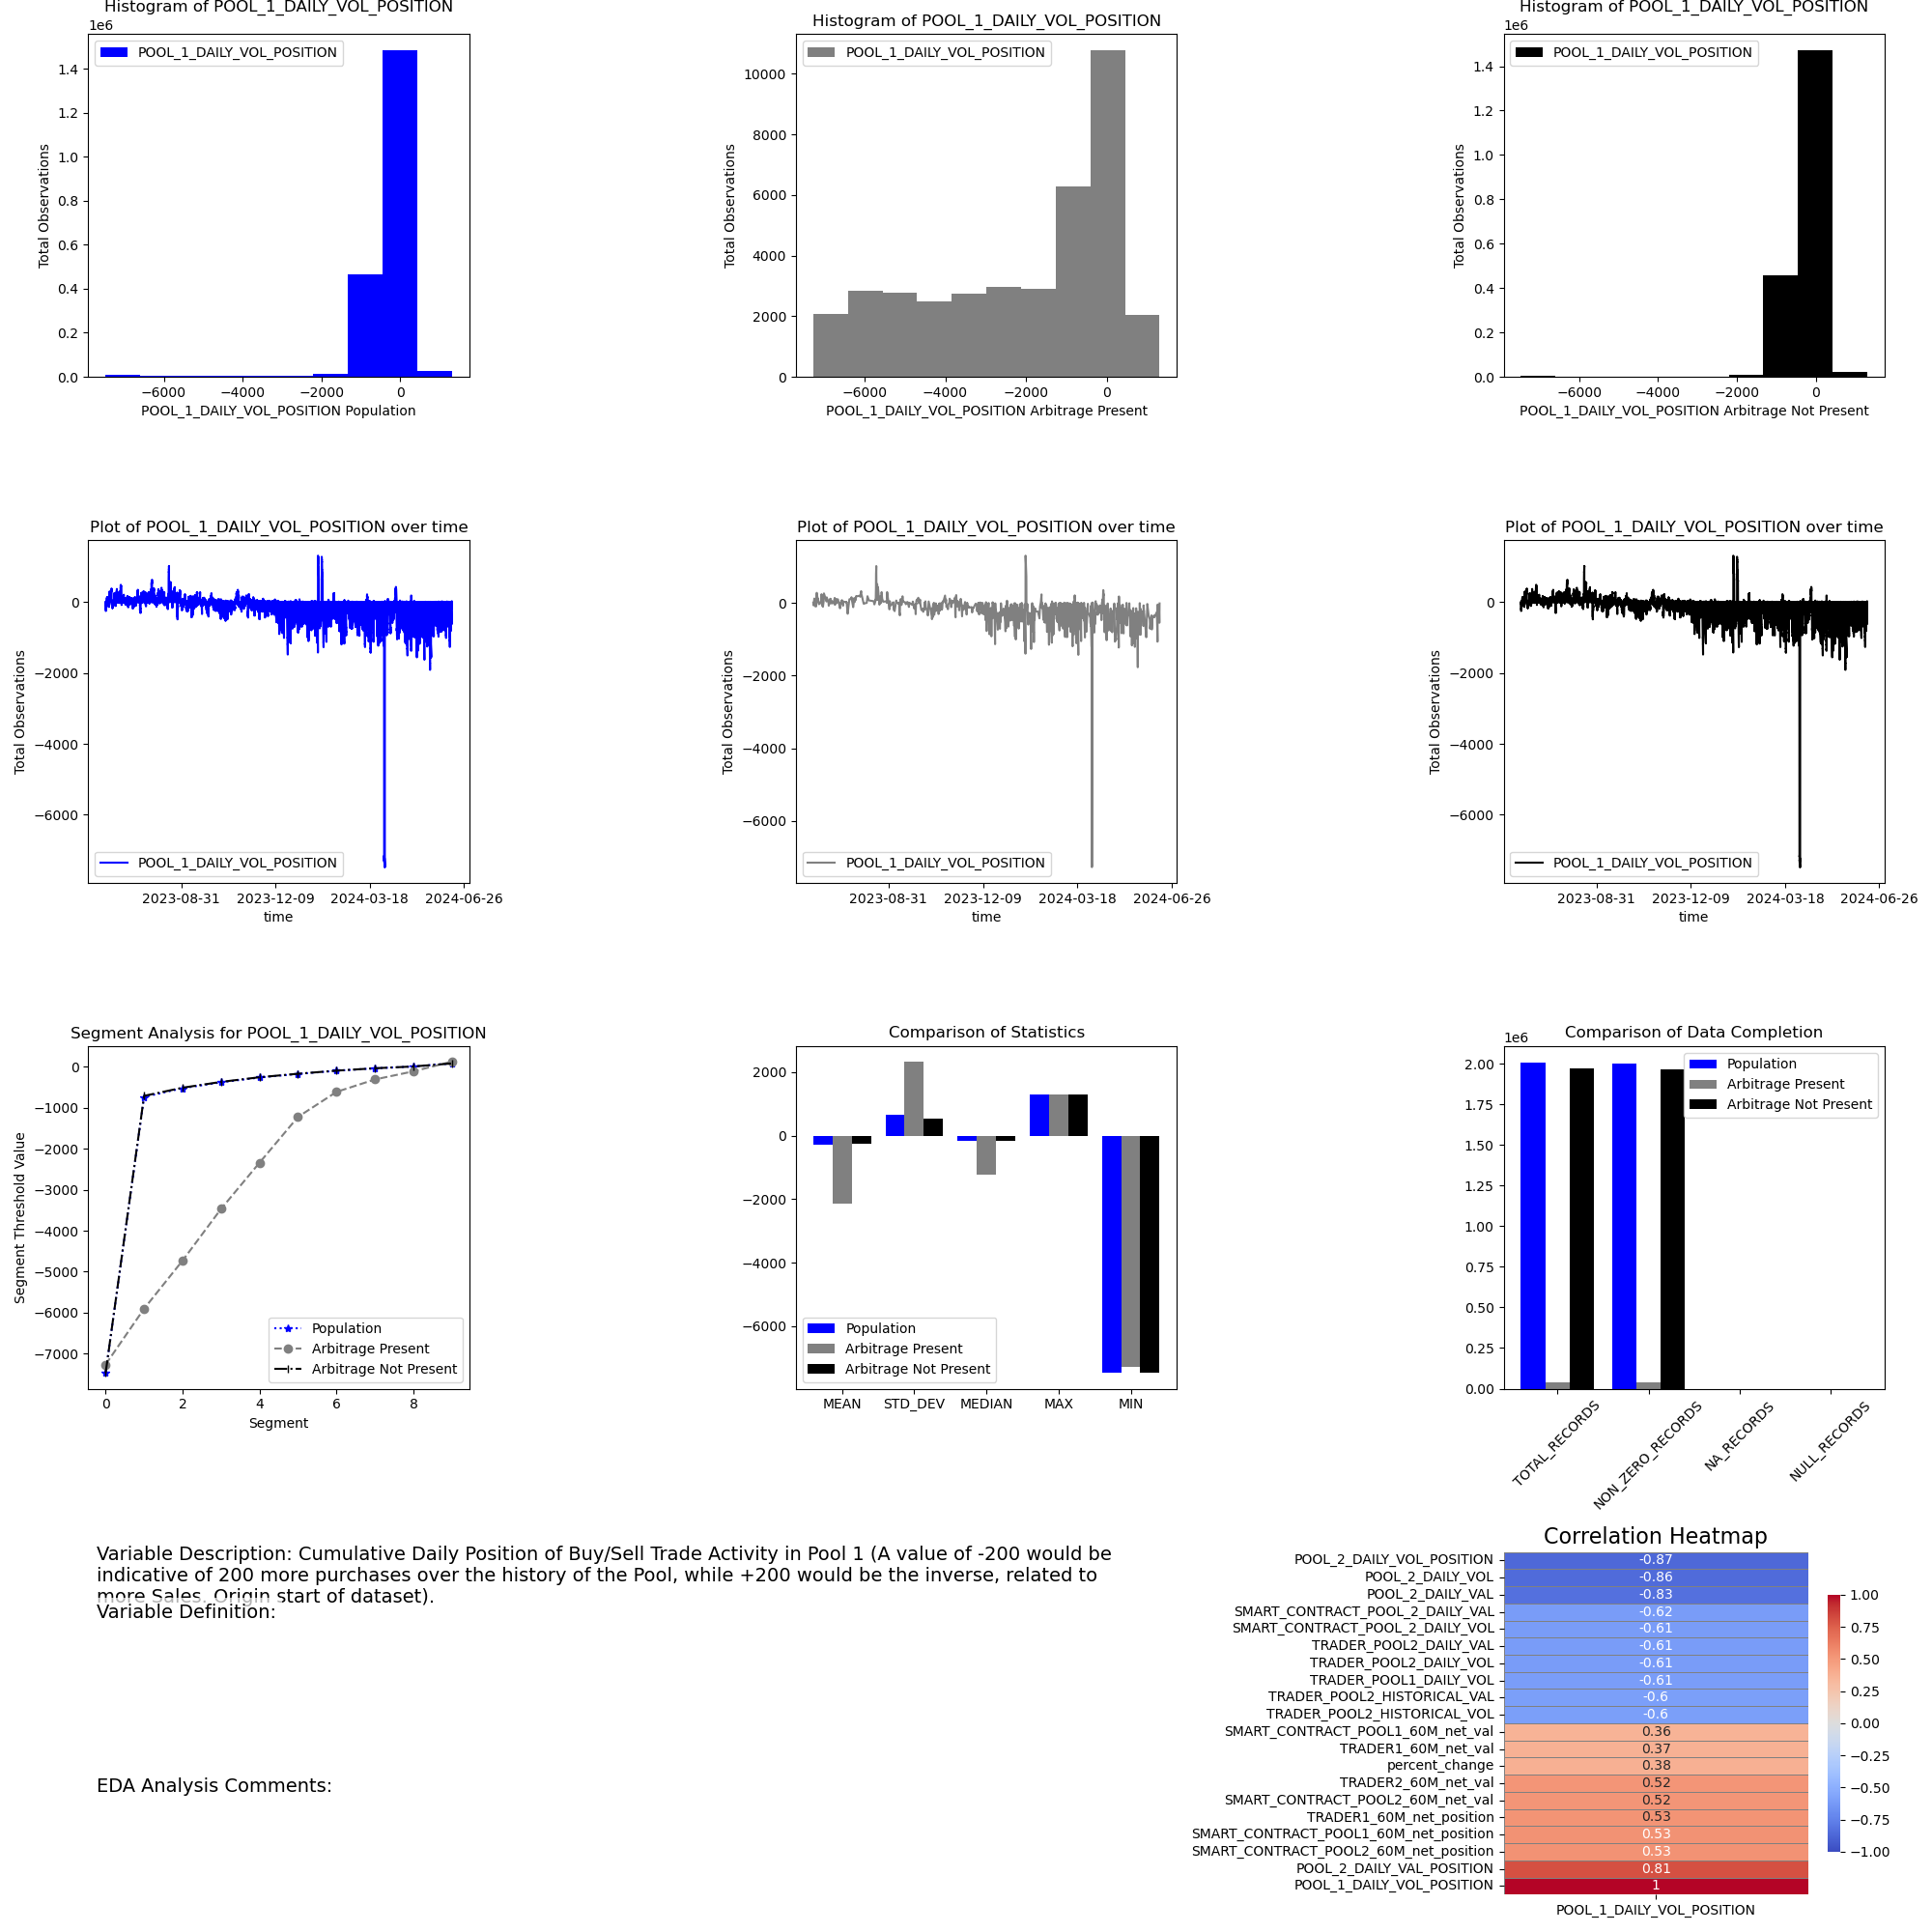 Histogram of POOL_1_DAILY_VOL_POSITION
1e6
POOL_1_DAILY_VOL_POSITION
Total Observations
1.4
1.2
1.0
0.8
0.6
0.4
0.2
0.0
−6000 −4000 −2000 0
POOL_1_DAILY_VOL_POSITION Population
Histogram of POOL_1_DAILY_VOL_POSITION
POOL_1_DAILY_VOL_POSITION
Total Observations
10000
8000
6000
4000
2000
0
−6000 −4000 −2000 0
POOL_1_DAILY_VOL_POSITION Arbitrage Present
Histogram of POOL_1_DAILY_VOL_POSITION
1e6
POOL_1_DAILY_VOL_POSITION
Total Observations
1.4
1.2
1.0
0.8
0.6
0.4
0.2
0.0
−6000 −4000 −2000 0
POOL_1_DAILY_VOL_POSITION Arbitrage Not Present
Plot of POOL_1_DAILY_VOL_POSITION over time
Total Observations
0
−2000
−4000
−6000
POOL_1_DAILY_VOL_POSITION
2023-08-31 2023-12-09 2024-03-18 2024-06-26
time
Plot of POOL_1_DAILY_VOL_POSITION over time
Total Observations
0
−2000
−4000
−6000
POOL_1_DAILY_VOL_POSITION
2023-08-31 2023-12-09 2024-03-18 2024-06-26
time
Plot of POOL_1_DAILY_VOL_POSITION over time
Total Observations
0
−2000
−4000
−6000
POOL_1_DAILY_VOL_POSITION
2023-08-31 2023-12-09 2024-03-18 2024-06-26
time
Segment Analysis for POOL_1_DAILY_VOL_POSITION
Segment Threshold Value
0
−1000
−2000
−3000
−4000
−5000
−6000
−7000
Population
Arbitrage Present
Arbitrage Not Present
0 2 4 6 8
Segment
Comparison of Statistics
2000
0
−2000
−4000
−6000
Population
Arbitrage Present
Arbitrage Not Present
MEAN STD_DEV MEDIAN MAX MIN
Comparison of Data Completion
1e6
2.00
1.75
1.50
1.25
1.00
0.75
0.50
0.25
0.00
Population
Arbitrage Present
Arbitrage Not Present
TOTAL_RECORDS
NON_ZERO_RECORDS
NA_RECORDS
NULL_RECORDS
Variable Description: Cumulative Daily Position of Buy/Sell Trade Activity in Pool 1 (A value of -200 would be
indicative of 200 more purchases over the history of the Pool, while +200 would be the inverse, related to
more Sales. Origin start of dataset).
Variable Definition:
EDA Analysis Comments:
Correlation Heatmap
POOL_2_DAILY_VOL_POSITION -0.87
POOL_2_DAILY_VOL -0.86
POOL_2_DAILY_VAL -0.83
SMART_CONTRACT_POOL_2_DAILY_VAL -0.62
SMART_CONTRACT_POOL_2_DAILY_VOL -0.61
TRADER_POOL2_DAILY_VAL -0.61
TRADER_POOL2_DAILY_VOL -0.61
TRADER_POOL1_DAILY_VOL -0.61
TRADER_POOL2_HISTORICAL_VAL -0.6
TRADER_POOL2_HISTORICAL_VOL -0.6
SMART_CONTRACT_POOL1_60M_net_val 0.36
TRADER1_60M_net_val 0.37
percent_change 0.38
TRADER2_60M_net_val 0.52
SMART_CONTRACT_POOL2_60M_net_val 0.52
TRADER1_60M_net_position 0.53
SMART_CONTRACT_POOL1_60M_net_position 0.53
SMART_CONTRACT_POOL2_60M_net_position 0.53
POOL_2_DAILY_VAL_POSITION 0.81
POOL_1_DAILY_VOL_POSITION 1
POOL_1_DAILY_VOL_POSITION
1.00
0.75
0.50
0.25
0.00
−0.25
−0.50
−0.75
−1.00